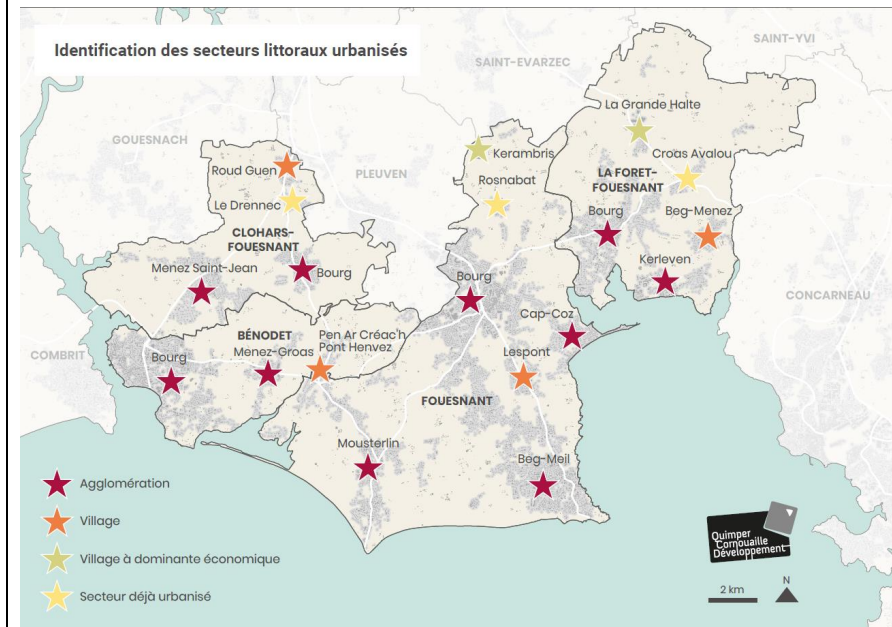 Identification des secteurs littoraux urbanisés
SAINT-YVI
SAINT-EVARZEC
La Grande Halte
GOUESNACH
Kerambris
Croas Avalou
Roud Guen
PLEUVEN
Rosnabat
LA FORET-
FOUESNANT
Le Drennec
Bourg
Beg-Menez
CLOHARS-
FOUESNANT
Menez Saint-Jean
Bourg
Bourg
Kerleven
CONCARNEAU
Cap-Coz
BÉNODET
Pen Ar Créac'h
Pont Henvez
COMBRIT
Bourg
Menez-Groas
Lespont
FOUESNANT
Mousterlin
Beg-Meil
Agglomération
Village
Village à dominante économique
Secteur déjà urbanisé
Quimper
Cornouaille
Développement
2 km
N